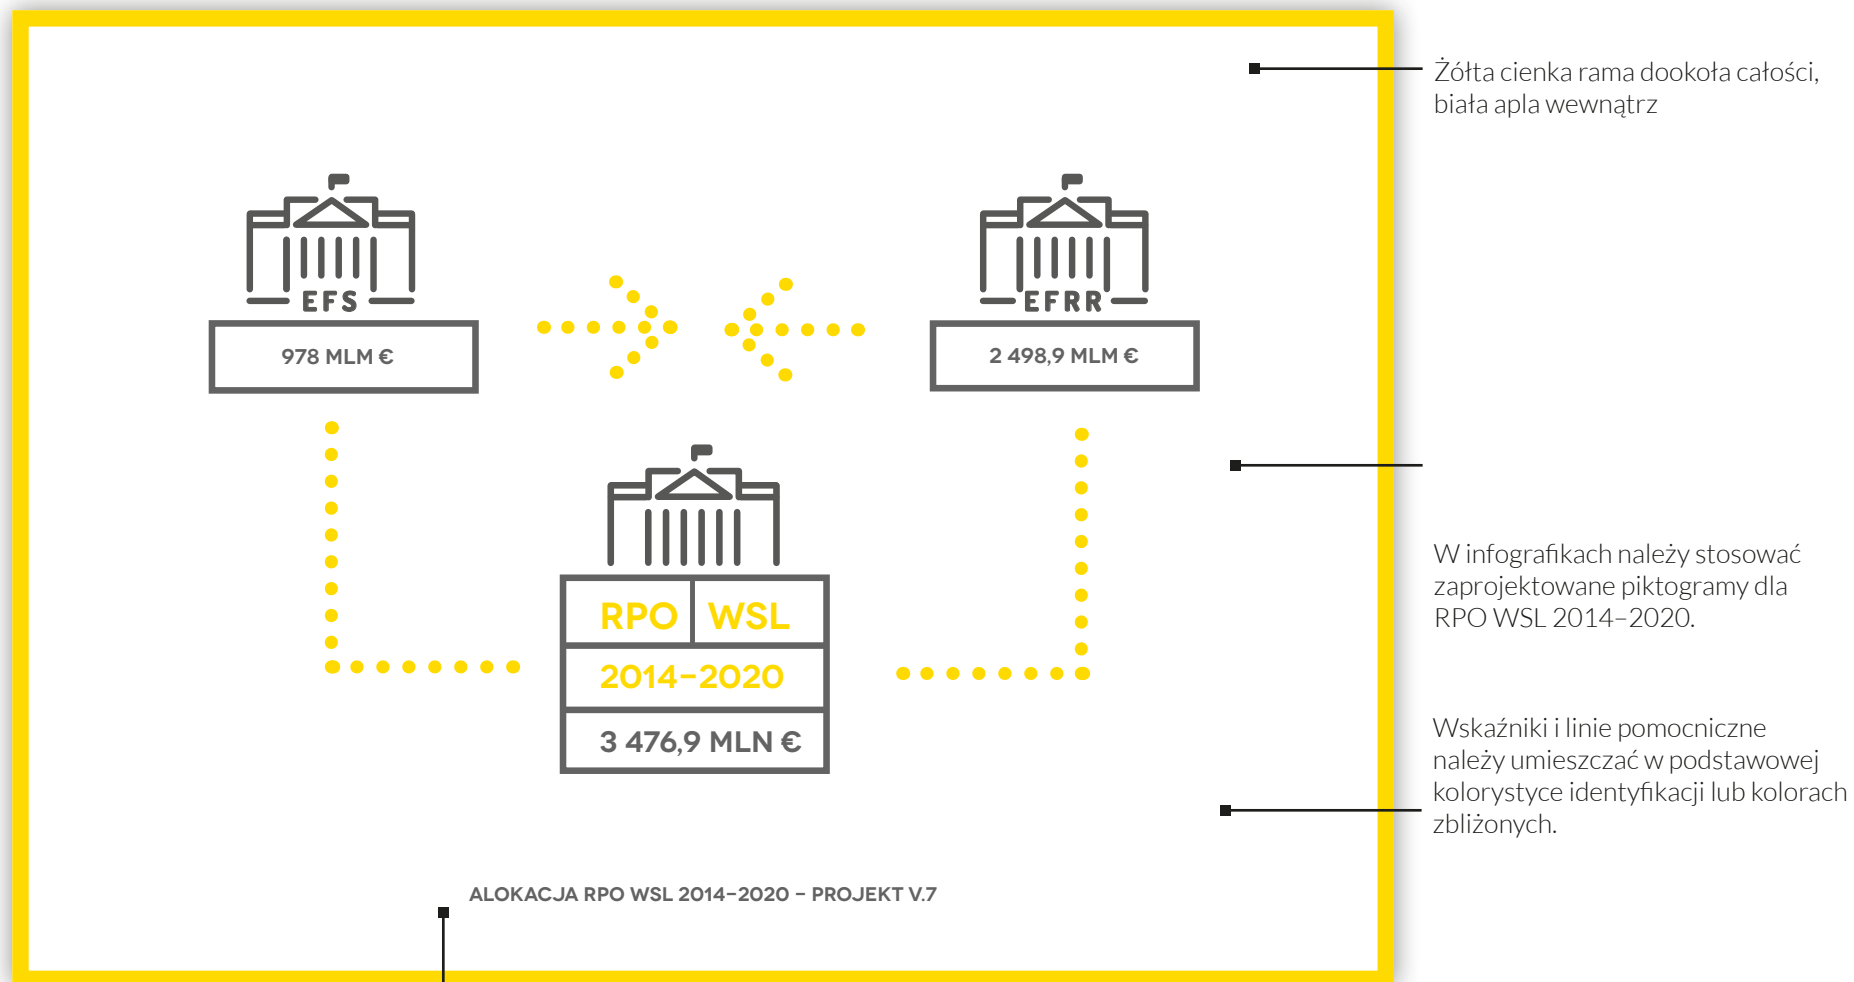 Żółta cienka rama dookoła całości,
biała apla wewnątrz
EFS
EFRR
978 MLM €
2 498,9 MLM €
W infografikach należy stosować
zaprojektowane piktogramy dla
RPO WSL 2014–2020.
RPO WSL
2014–2020
3 476,9 MLN €
Wskaźniki i linie pomocnicze
należy umieszczać w podstawowej
kolorystyce identyfikacji lub kolorach
zbliżonych.
ALOKACJA RPO WSL 2014–2020 – PROJEKT V.7